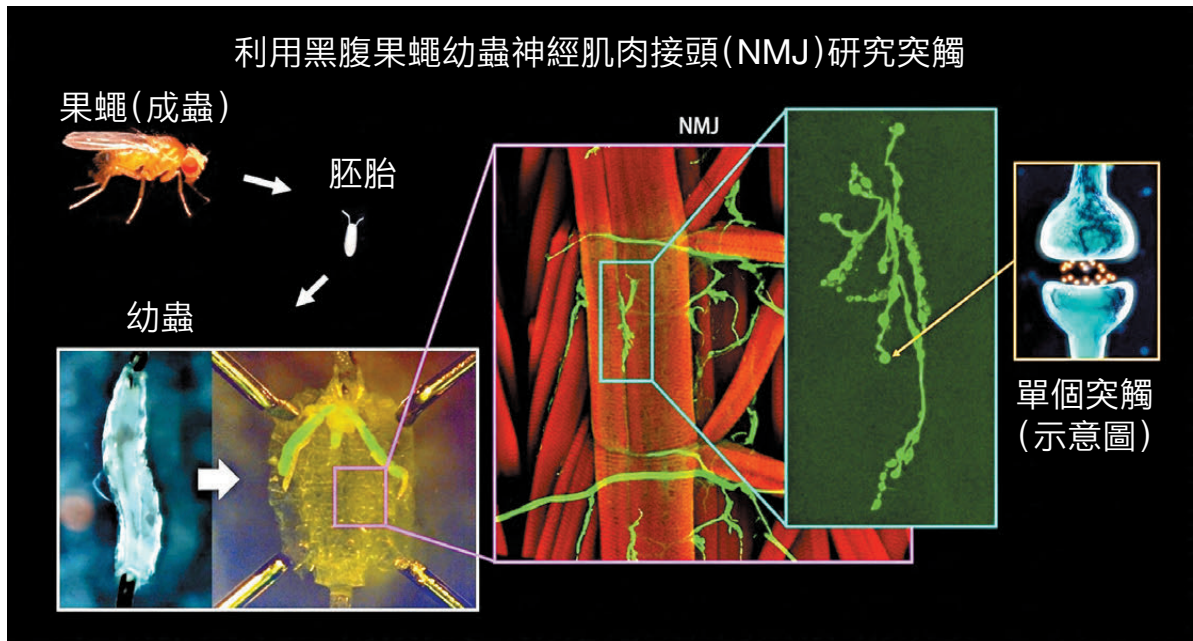 利用黑腹果蠅幼蟲神經肌肉接頭(NMJ)研究突觸
果蠅(成蟲)
胚胎
幼蟲
NMJ
單個突觸
(示意圖)